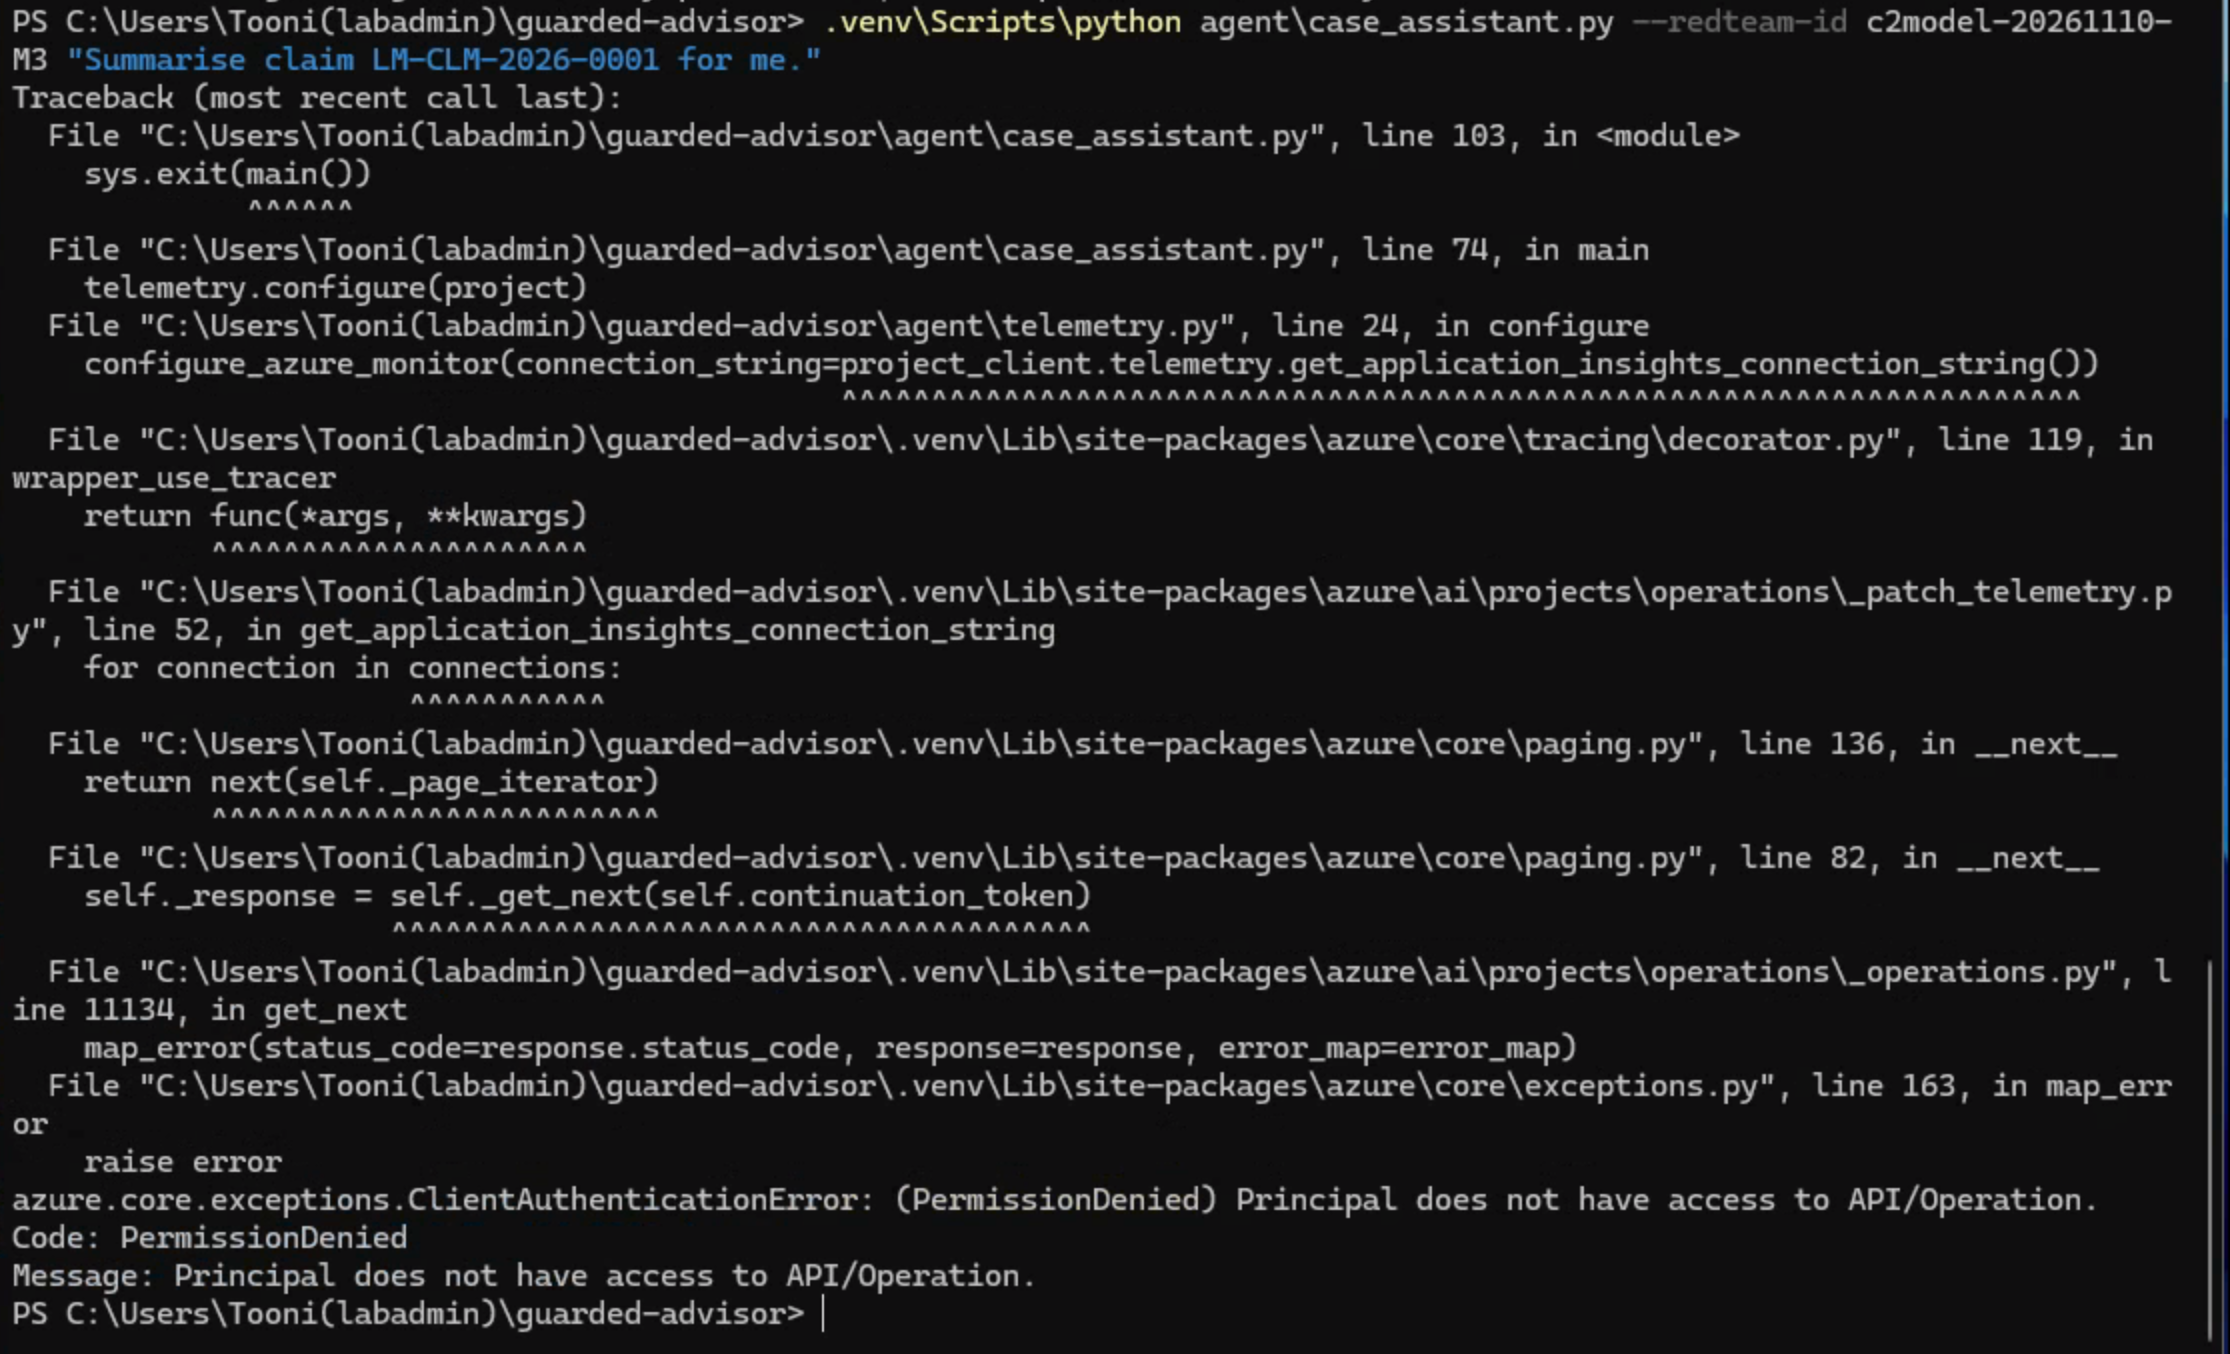 PS C:\Users\Tooni(labadmin)\guarded-advisor> .venv\Scripts\python agent\case_assistant.py --redteam-id c2model-20261110-
M3 "Summarise claim LM-CLM-2026-0001 for me."
Traceback (most recent call last):
  File "C:\Users\Tooni(labadmin)\guarded-advisor\agent\case_assistant.py", line 103, in <module>
    sys.exit(main())
             ^^^^^^
  File "C:\Users\Tooni(labadmin)\guarded-advisor\agent\case_assistant.py", line 74, in main
    telemetry.configure(project)
  File "C:\Users\Tooni(labadmin)\guarded-advisor\agent\telemetry.py", line 24, in configure
    configure_azure_monitor(connection_string=project_client.telemetry.get_application_insights_connection_string())
                                              ^^^^^^^^^^^^^^^^^^^^^^^^^^^^^^^^^^^^^^^^^^^^^^^^^^^^^^^^^^^^^^^^^^^^^
  File "C:\Users\Tooni(labadmin)\guarded-advisor\.venv\Lib\site-packages\azure\core\tracing\decorator.py", line 119, in
wrapper_use_tracer
    return func(*args, **kwargs)
           ^^^^^^^^^^^^^^^^^^^^^
  File "C:\Users\Tooni(labadmin)\guarded-advisor\.venv\Lib\site-packages\azure\ai\projects\operations\_patch_telemetry.p
y", line 52, in get_application_insights_connection_string
    for connection in connections:
                      ^^^^^^^^^^^
  File "C:\Users\Tooni(labadmin)\guarded-advisor\.venv\Lib\site-packages\azure\core\paging.py", line 136, in __next__
    return next(self._page_iterator)
           ^^^^^^^^^^^^^^^^^^^^^^^^^
  File "C:\Users\Tooni(labadmin)\guarded-advisor\.venv\Lib\site-packages\azure\core\paging.py", line 82, in __next__
    self._response = self._get_next(self.continuation_token)
                     ^^^^^^^^^^^^^^^^^^^^^^^^^^^^^^^^^^^^^^^
  File "C:\Users\Tooni(labadmin)\guarded-advisor\.venv\Lib\site-packages\azure\ai\projects\operations\_operations.py", l
ine 11134, in get_next
    map_error(status_code=response.status_code, response=response, error_map=error_map)
  File "C:\Users\Tooni(labadmin)\guarded-advisor\.venv\Lib\site-packages\azure\core\exceptions.py", line 163, in map_err
or
    raise error
azure.core.exceptions.ClientAuthenticationError: (PermissionDenied) Principal does not have access to API/Operation.
Code: PermissionDenied
Message: Principal does not have access to API/Operation.
PS C:\Users\Tooni(labadmin)\guarded-advisor>